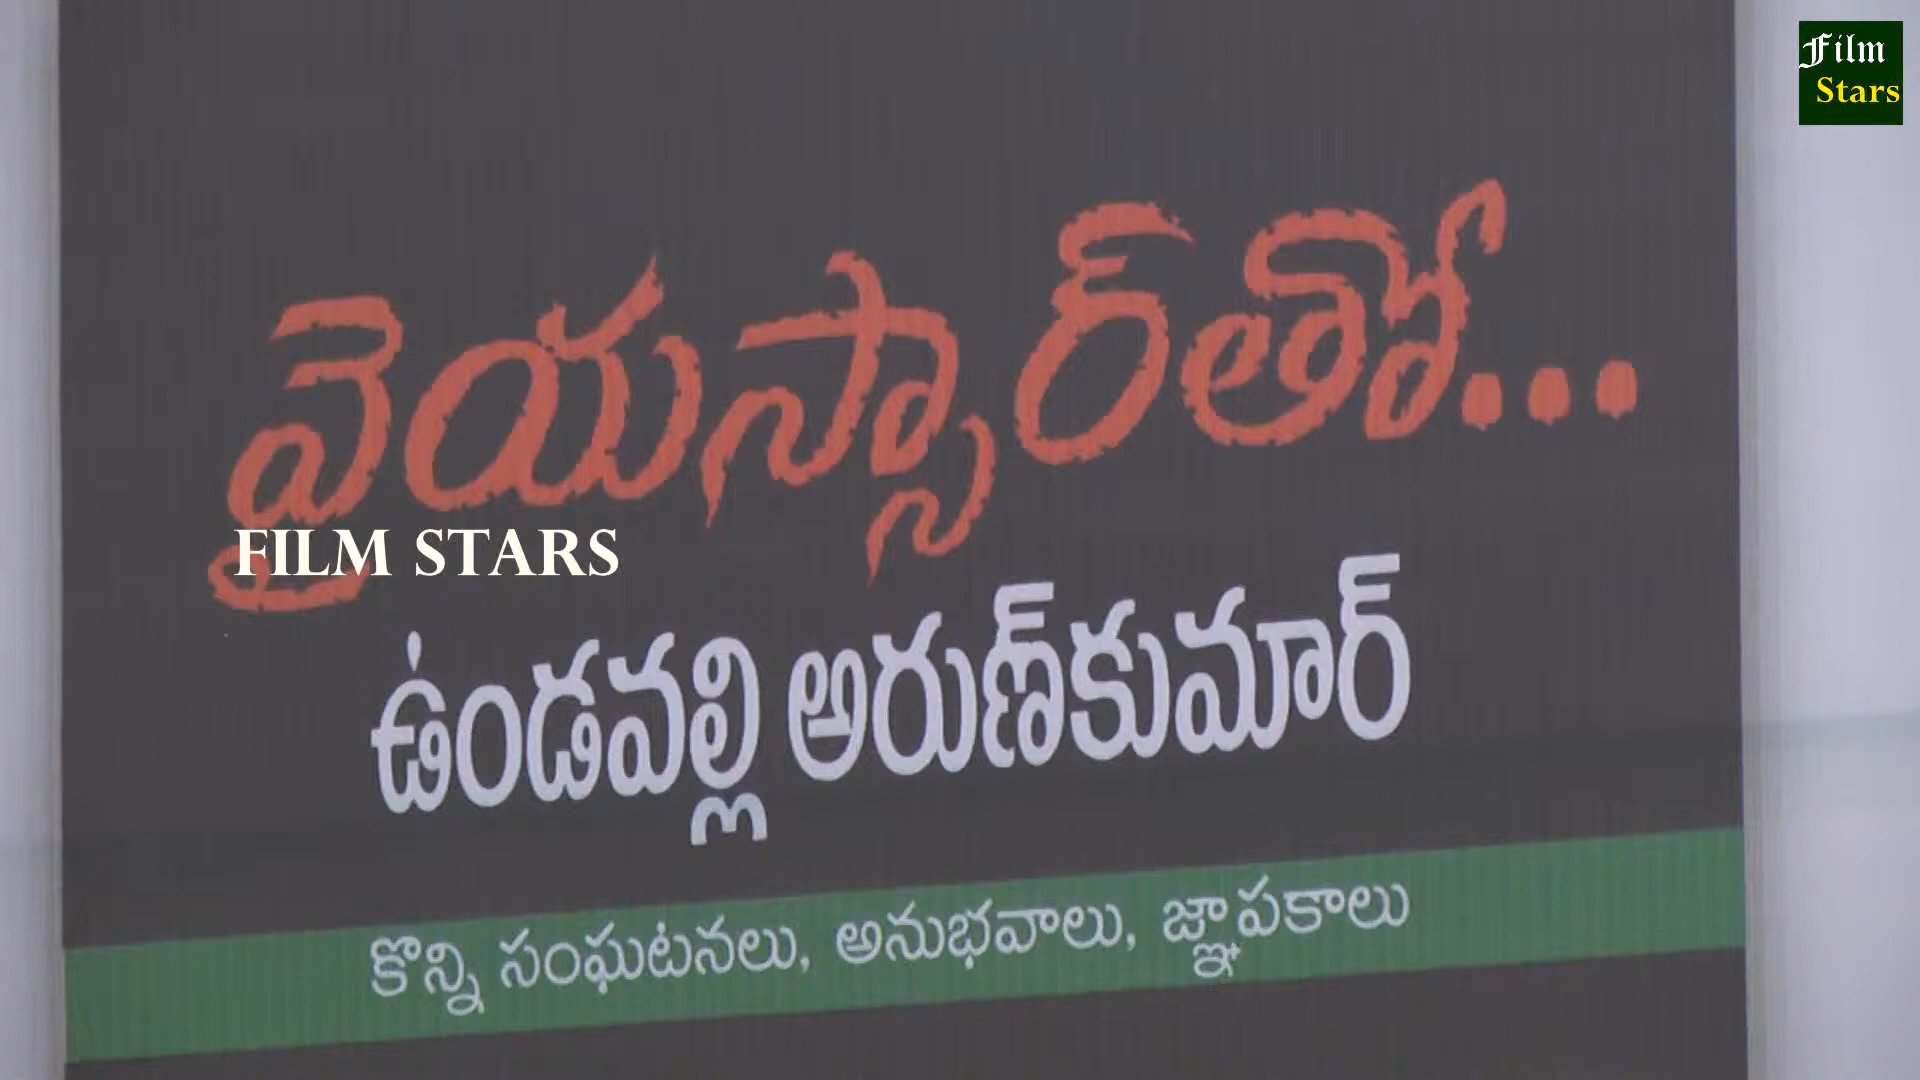 Film
Stars
వైయస్సార్‌తో...
FILM STARS
ఉండవల్లి అరుణ్‌కుమార్
కొన్ని సంఘటనలు, అనుభవాలు, జ్ఞాపకాలు